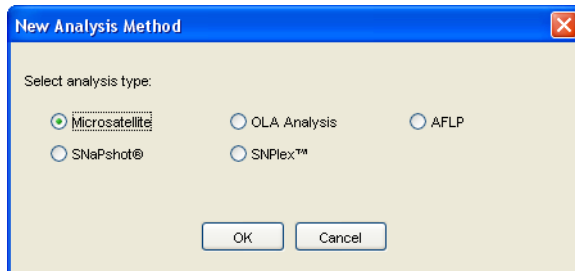 New Analysis Method
Select analysis type:
Microsatellite OLA Analysis AFLP
SNaPshot® SNPlex™
OK Cancel